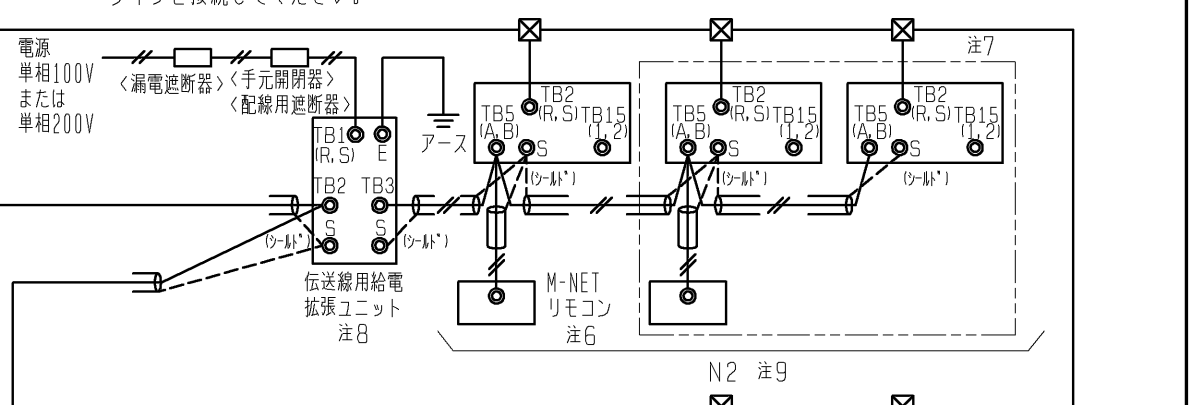 ラインと接続してください。
電源
単相100V
または
単相200V
<漏電遮断器>
<手元開閉器>
<配線用遮断器>
アース
TB1
(R,S)
E
TB2
TB3
S
S
(シールド)
(シールド)
伝送線用給電
拡張ユニット
注8
TB2
(R,S)
TB5
(A,B)
TB15
(1,2)
S
(シールド)
M-NET
リモコン
注6
注7
TB2
(R,S)
TB5
(A,B)
TB15
(1,2)
S
(シールド)
TB2
(R,S)
TB5
(A,B)
TB15
(1,2)
S
(シールド)
N2 注9